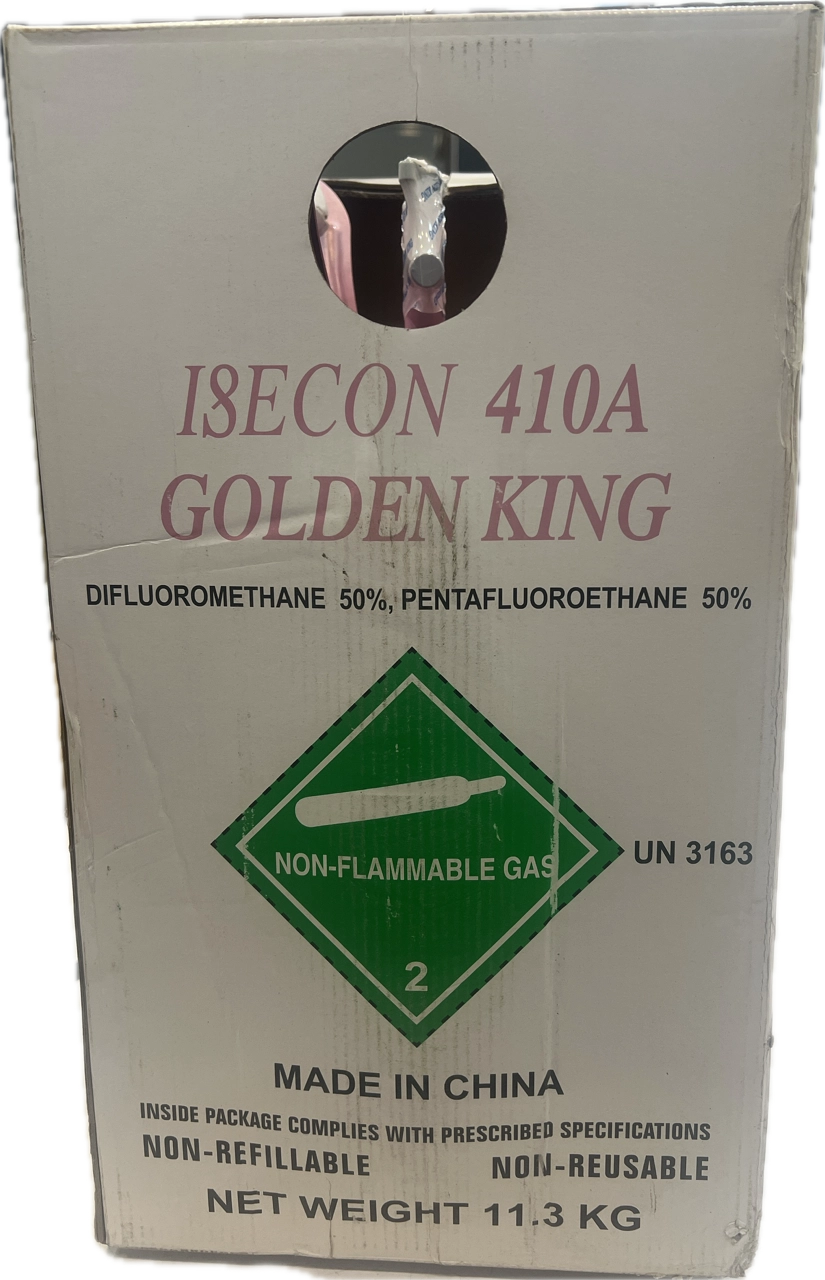 I8ECON 410A
GOLDEN KING
DIFLUOROMETHANE 50%, PENTAFLUOROETHANE 50%
NON-FLAMMABLE GAS
UN 3163
2
MADE IN CHINA
INSIDE PACKAGE COMPLIES WITH PRESCRIBED SPECIFICATIONS
NON-REFILLABLE NON-REUSABLE
NET WEIGHT 11.3 KG